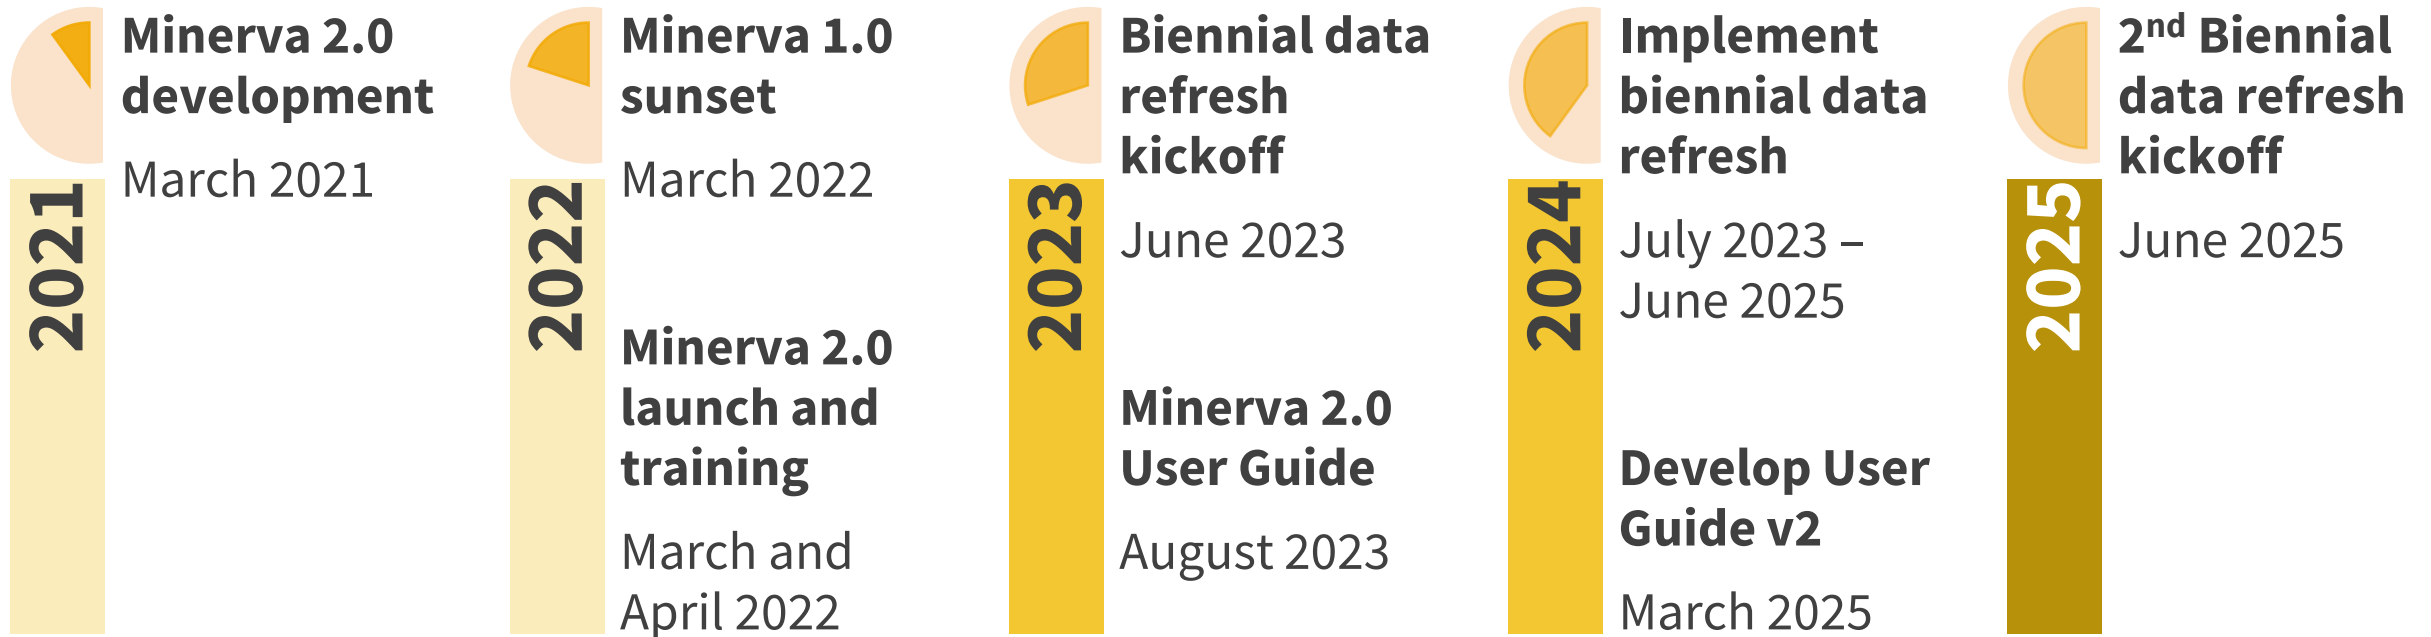 2021
Minerva 2.0
development
March 2021
2022
Minerva 1.0
sunset
March 2022
Minerva 2.0
launch and
training
March and
April 2022
2023
Biennial data
refresh
kickoff
June 2023
Minerva 2.0
User Guide
August 2023
2024
Implement
biennial data
refresh
July 2023 –
June 2025
Develop User
Guide v2
March 2025
2025
2nd Biennial
data refresh
kickoff
June 2025